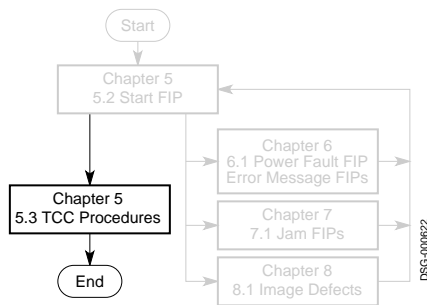 Start
Chapter 5
5.2 Start FIP
Chapter 6
6.1 Power Fault FIP
Error Message FIPs
Chapter 5
5.3 TCC Procedures
Chapter 7
7.1 Jam FIPs
End
Chapter 8
8.1 Image Defects
DSG-000622